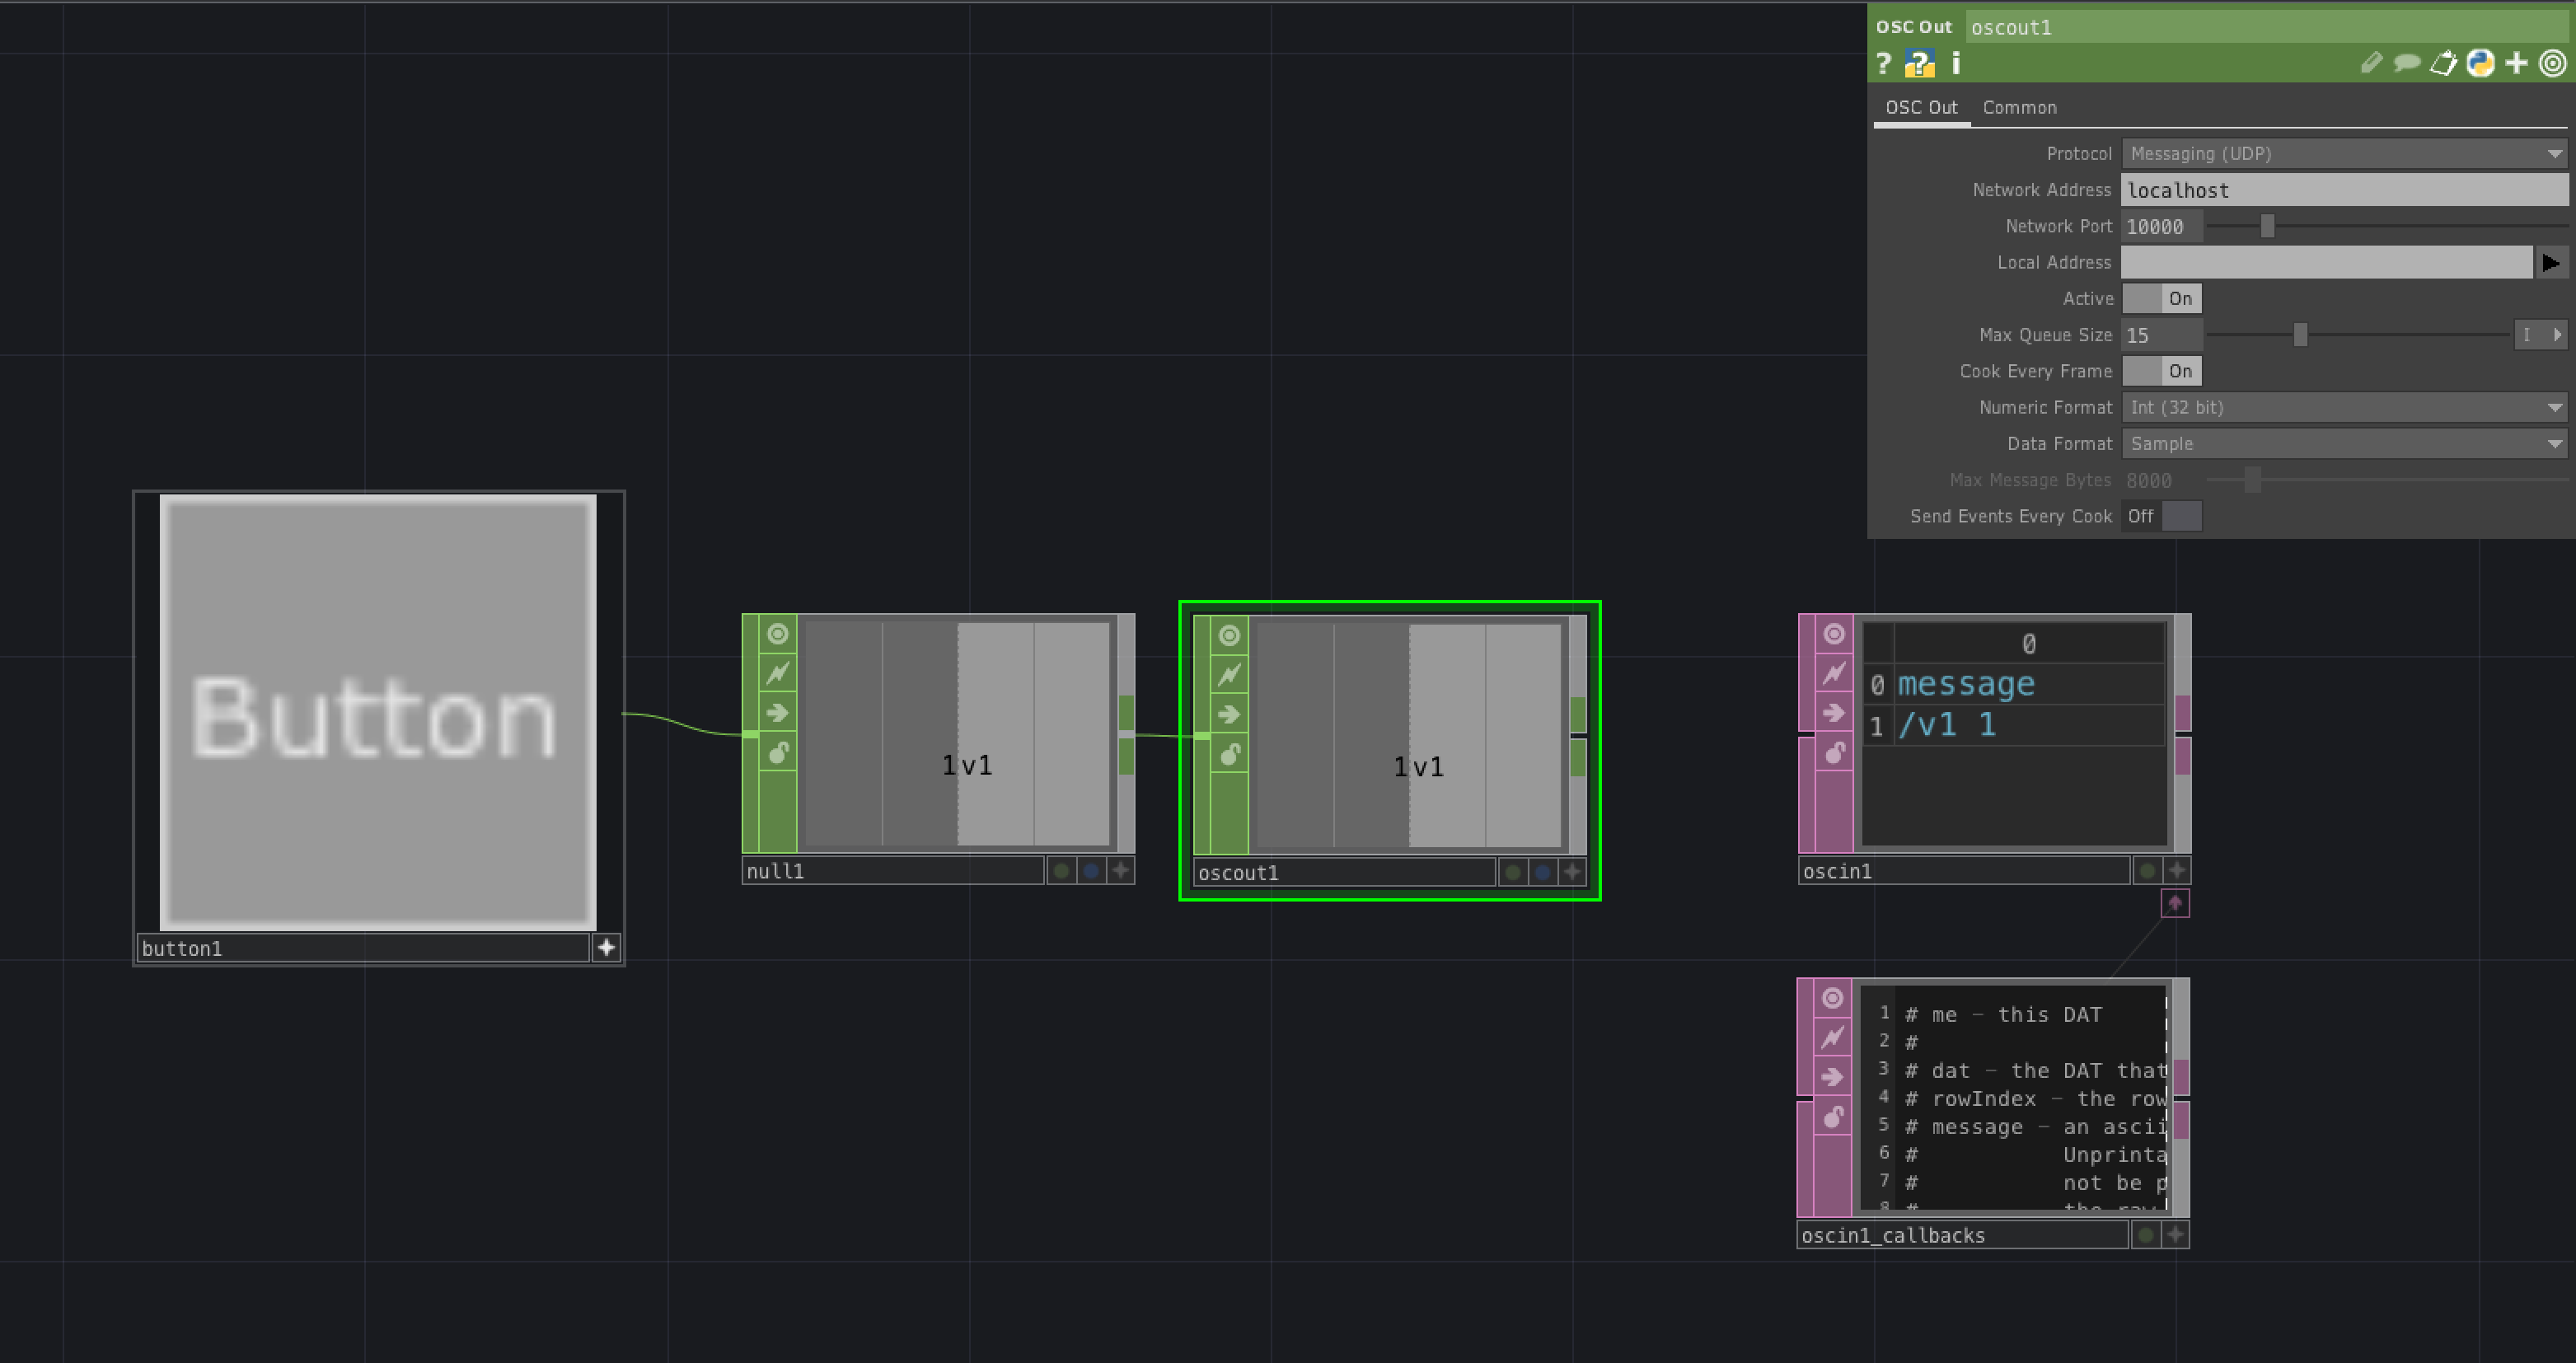 OSC Out oscout1
? ? i
OSC Out Common
Protocol Messaging (UDP)
Network Address localhost
Network Port 10000
Local Address
Active On
Max Queue Size 15 I
Cook Every Frame On
Numeric Format Int (32 bit)
Data Format Sample
Max Message Bytes 8000
Send Events Every Cook Off
Button
button1
1 v1
null1
1 v1
oscout1
0
0 message
1 /v1 1
oscin1
1 # me - this DAT
2 #
3 # dat - the DAT that
4 # rowIndex - the row
5 # message - an ascii
6 # Unprinta
7 # not be p
8 # the raw
oscin1_callbacks